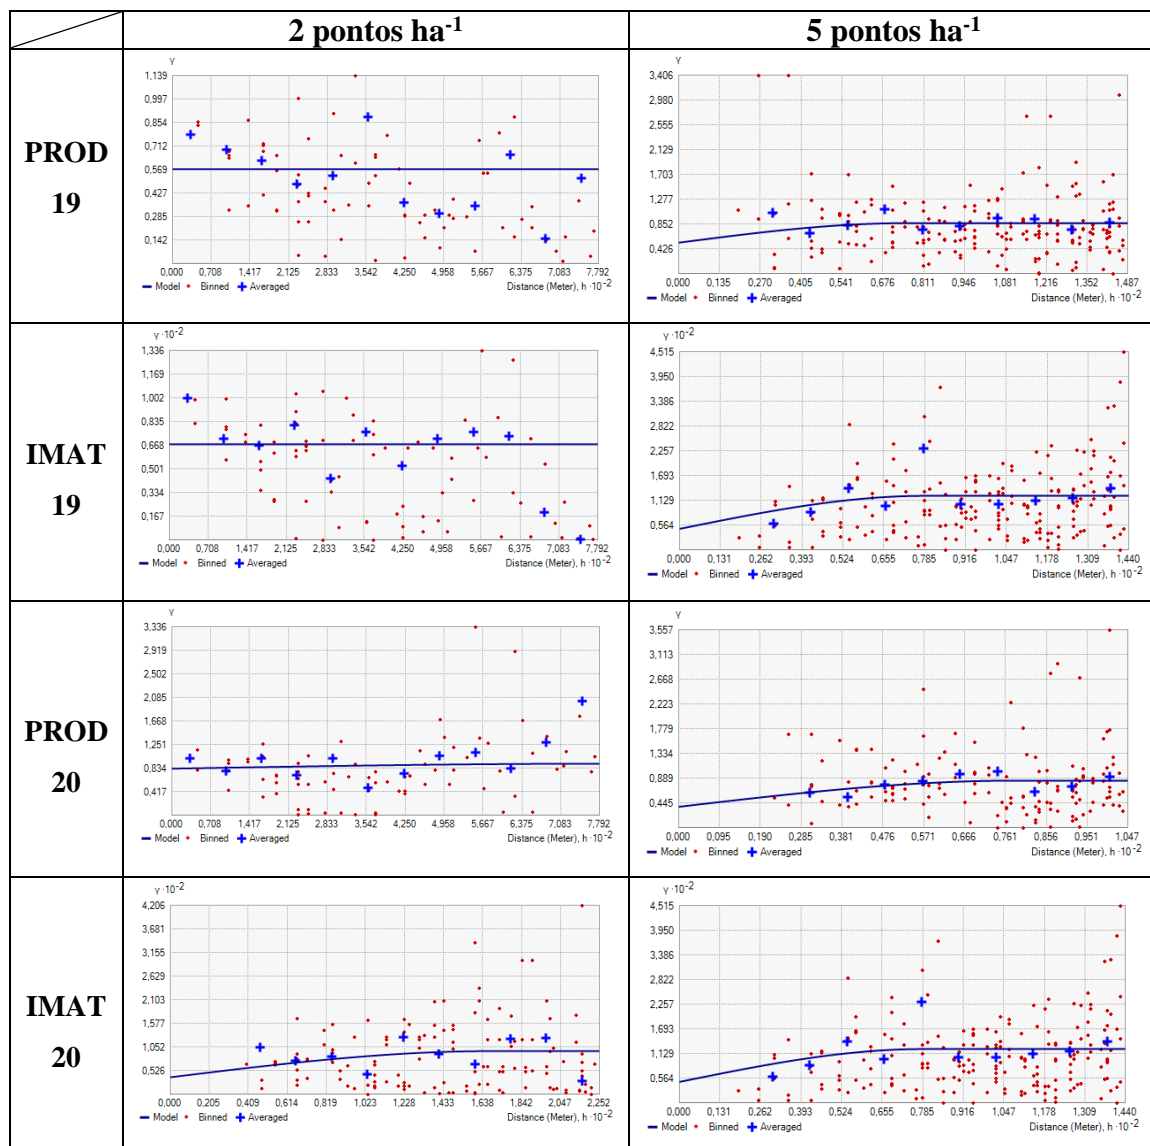 2 pontos ha-1
5 pontos ha-1
PROD
19
γ
1,139
0,997
0,854
0,712
0,569
0,427
0,285
0,142
0,000 0,708 1,417 2,125 2,833 3,542 4,250 4,958 5,667 6,375 7,083 7,792
Distance (Meter), h ·10-2
Model Binned Averaged
3,406
2,980
2,555
2,129
1,703
1,277
0,852
0,426
0,000 0,135 0,270 0,405 0,541 0,676 0,811 0,946 1,081 1,216 1,352 1,487
Distance (Meter), h ·10-2
Model Binned Averaged
IMAT
19
γ ·10-2
1,336
1,169
1,002
0,835
0,668
0,501
0,334
0,167
0,000 0,708 1,417 2,125 2,833 3,542 4,250 4,958 5,667 6,375 7,083 7,792
Distance (Meter), h ·10-2
Model Binned Averaged
γ ·10-2
4,515
3,950
3,386
2,822
2,257
1,693
1,129
0,564
0,000 0,131 0,262 0,393 0,524 0,655 0,785 0,916 1,047 1,178 1,309 1,440
Distance (Meter), h ·10-2
Model Binned Averaged
PROD
20
γ
3,336
2,919
2,502
2,085
1,668
1,251
0,834
0,417
0,000 0,708 1,417 2,125 2,833 3,542 4,250 4,958 5,667 6,375 7,083 7,792
Distance (Meter), h ·10-2
Model Binned Averaged
γ
3,557
3,113
2,668
2,223
1,779
1,334
0,889
0,445
0,000 0,095 0,190 0,285 0,381 0,476 0,571 0,666 0,761 0,856 0,951 1,047
Distance (Meter), h ·10-2
Model Binned Averaged
IMAT
20
γ ·10-2
4,206
3,681
3,155
2,629
2,103
1,577
1,052
0,526
0,000 0,205 0,409 0,614 0,819 1,023 1,228 1,433 1,638 1,842 2,047 2,252
Distance (Meter), h ·10-2
Model Binned Averaged
γ ·10-2
4,515
3,950
3,386
2,822
2,257
1,693
1,129
0,564
0,000 0,131 0,262 0,393 0,524 0,655 0,785 0,916 1,047 1,178 1,309 1,440
Distance (Meter), h ·10-2
Model Binned Averaged